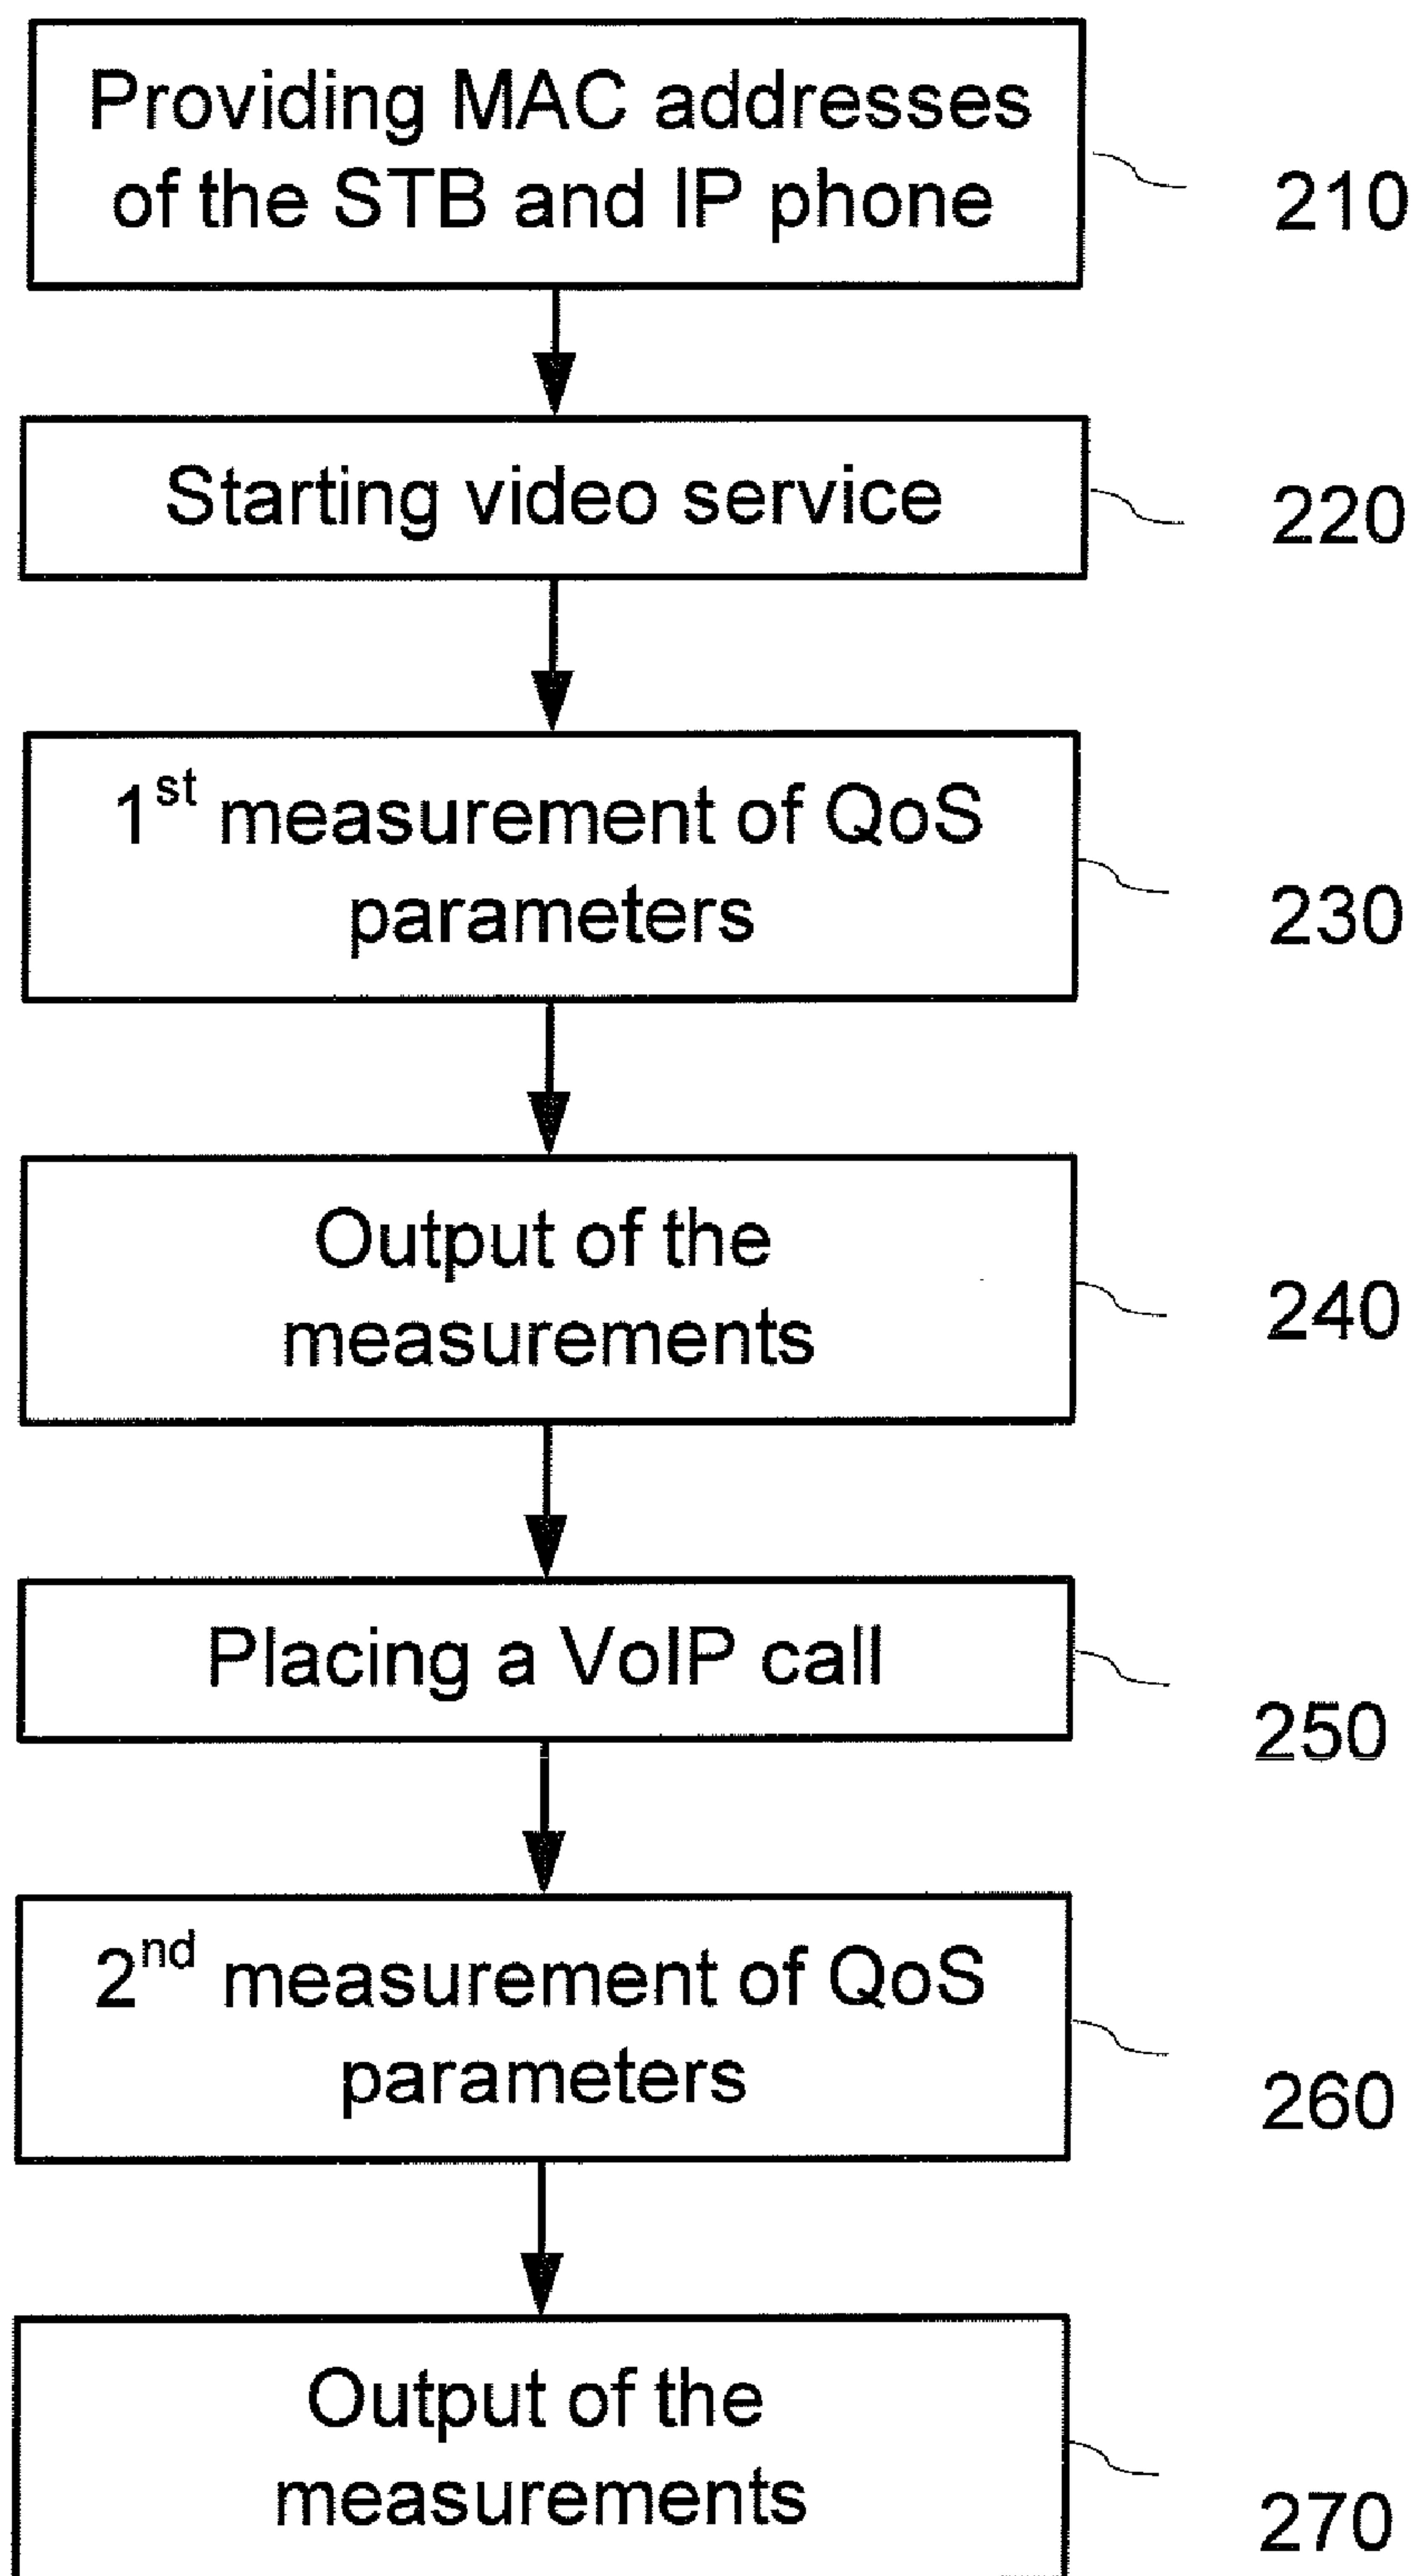 Providing MAC addresses
of the STB and IP phone
210
Starting video service
220
1st measurement of QoS
parameters
230
Output of the
measurements
240
Placing a VoIP call
250
2nd measurement of QoS
parameters
260
Output of the
measurements
270